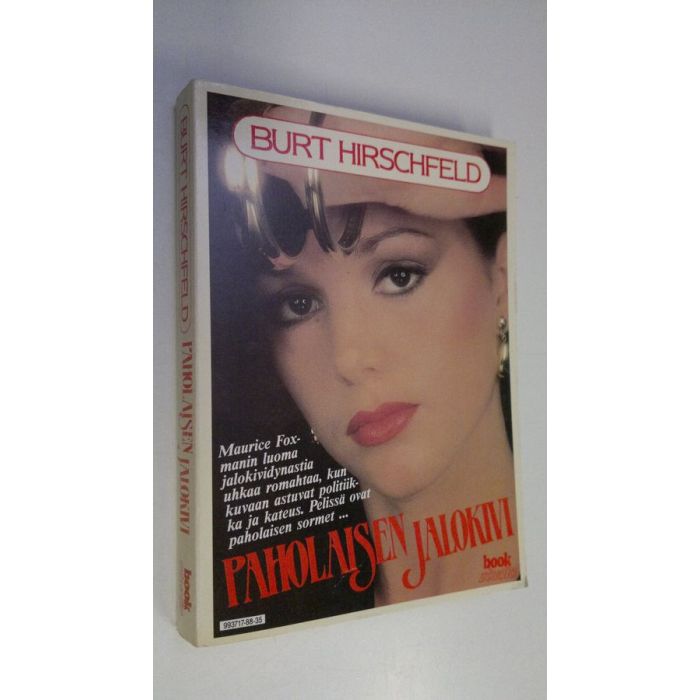 BURT HIRSCHFELD
Maurice Fox-
manin luoma
jalokividynastia
uhkaa romahtaa, kun
kuvaan astuvat politiik-
ka ja kateus. Pelissä ovat
paholaisen sormet ...
PAHOLAISEN JALOKIVI
book
993717-88-35
BURT HIRSCHFELD
PAHOLAISEN JALOKIVI
book